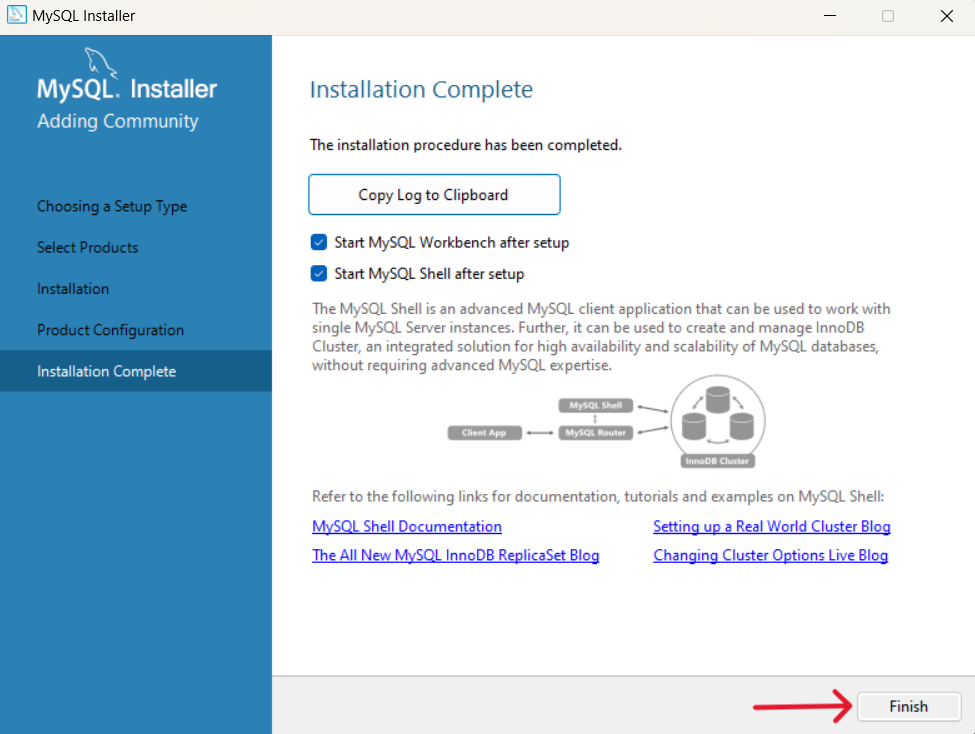 MySQL Installer
MySQL. Installer
Adding Community
Choosing a Setup Type
Select Products
Installation
Product Configuration
Installation Complete
Installation Complete
The installation procedure has been completed.
Copy Log to Clipboard
Start MySQL Workbench after setup
Start MySQL Shell after setup
The MySQL Shell is an advanced MySQL client application that can be used to work with
single MySQL Server instances. Further, it can be used to create and manage InnoDB
Cluster, an integrated solution for high availability and scalability of MySQL databases,
without requiring advanced MySQL expertise.
MySQL Shell
Client App
MySQL Router
InnoDB Cluster
Refer to the following links for documentation, tutorials and examples on MySQL Shell:
MySQL Shell Documentation
Setting up a Real World Cluster Blog
The All New MySQL InnoDB ReplicaSet Blog
Changing Cluster Options Live Blog
Finish